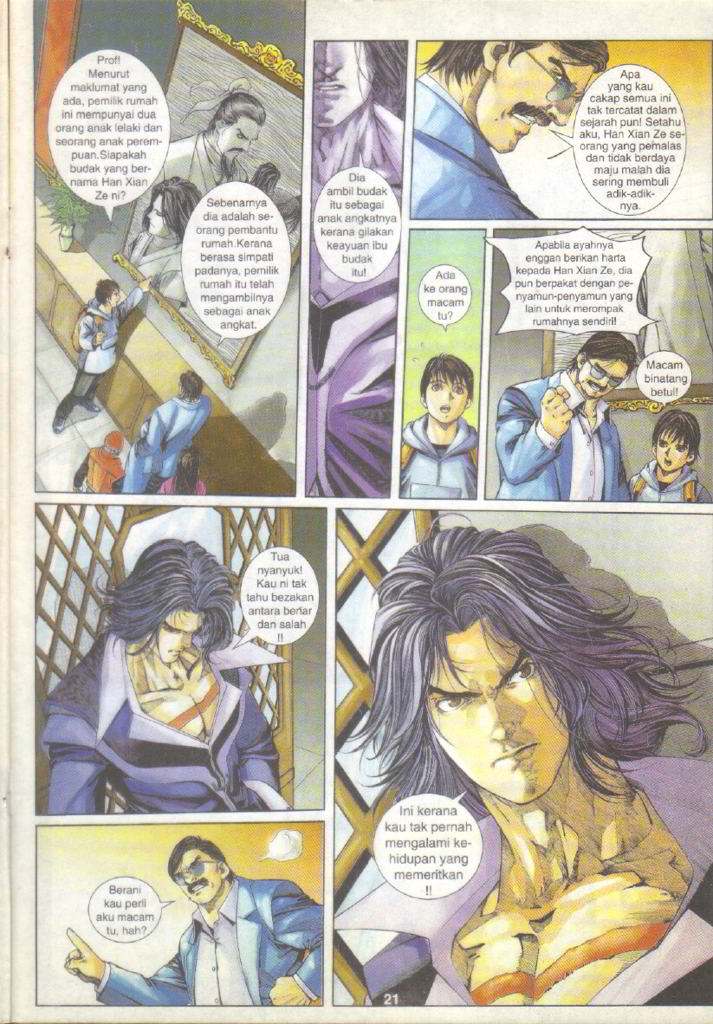 Prof!
Menurut
maklumat yang
ada, pemilik rumah
ini mempunyai dua
orang anak lelaki dan
seorang anak perem-
puan.Siapakah
budak yang ber-
nama Han Xian
Ze ni?
Sebenarnya
dia adalah se-
orang pembantu
rumah.Kerana
berasa simpati
padanya, pemilik
rumah itu telah
mengambilnya
sebagai anak
angkat.
Dia
ambil budak
itu sebagai
anak angkatnya
kerana gilakan
keayuan ibu
budak
itu!
Apa
yang kau
cakap semua ini
tak tercatat dalam
sejarah pun! Setahu
aku, Han Xian Ze se-
orang yang pemalas
dan tidak berdaya
maju malah dia
sering membuli
adik-adik-
nya.
Ada
ke orang
macam
tu?
Apabila ayahnya
enggan berikan harta
kepada Han Xian Ze, dia
pun berpakat dengan pe-
nyamun-penyamun yang
lain untuk merompak
rumahnya sendiri!
Macam
binatang
betul!
Tua
nyanyuk!
Kau ni tak
tahu bezakan
antara benar
dan salah
!!
Ini kerana
kau tak pernah
mengalami ke-
hidupan yang
memeritkan
!!
Berani
kau perli
aku macam
tu, hah?
21